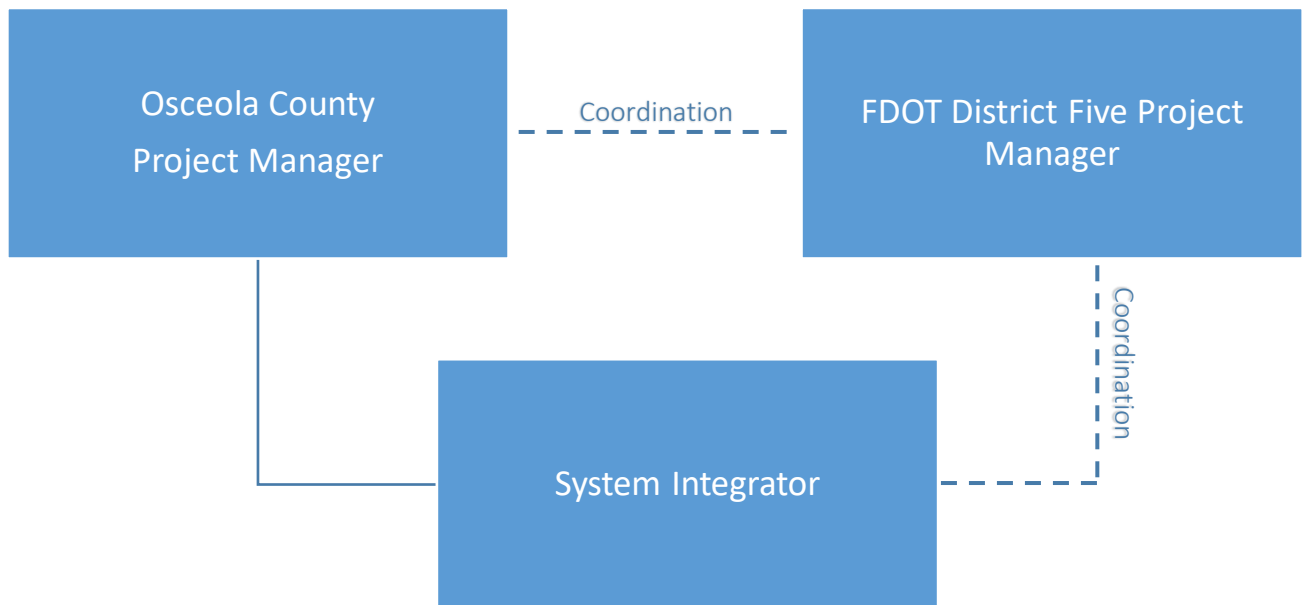 Osceola County
Project Manager
Coordination
FDOT District Five Project
Manager
Coordination
System Integrator